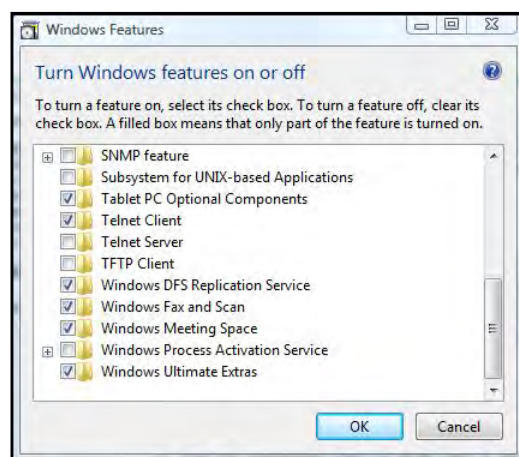 Windows Features
Turn Windows features on or off
To turn a feature on, select its check box. To turn a feature off, clear its
check box. A filled box means that only part of the feature is turned on.
SNMP feature
Subsystem for UNIX-based Applications
Tablet PC Optional Components
Telnet Client
Telnet Server
TFTP Client
Windows DFS Replication Service
Windows Fax and Scan
Windows Meeting Space
Windows Process Activation Service
Windows Ultimate Extras
OK Cancel